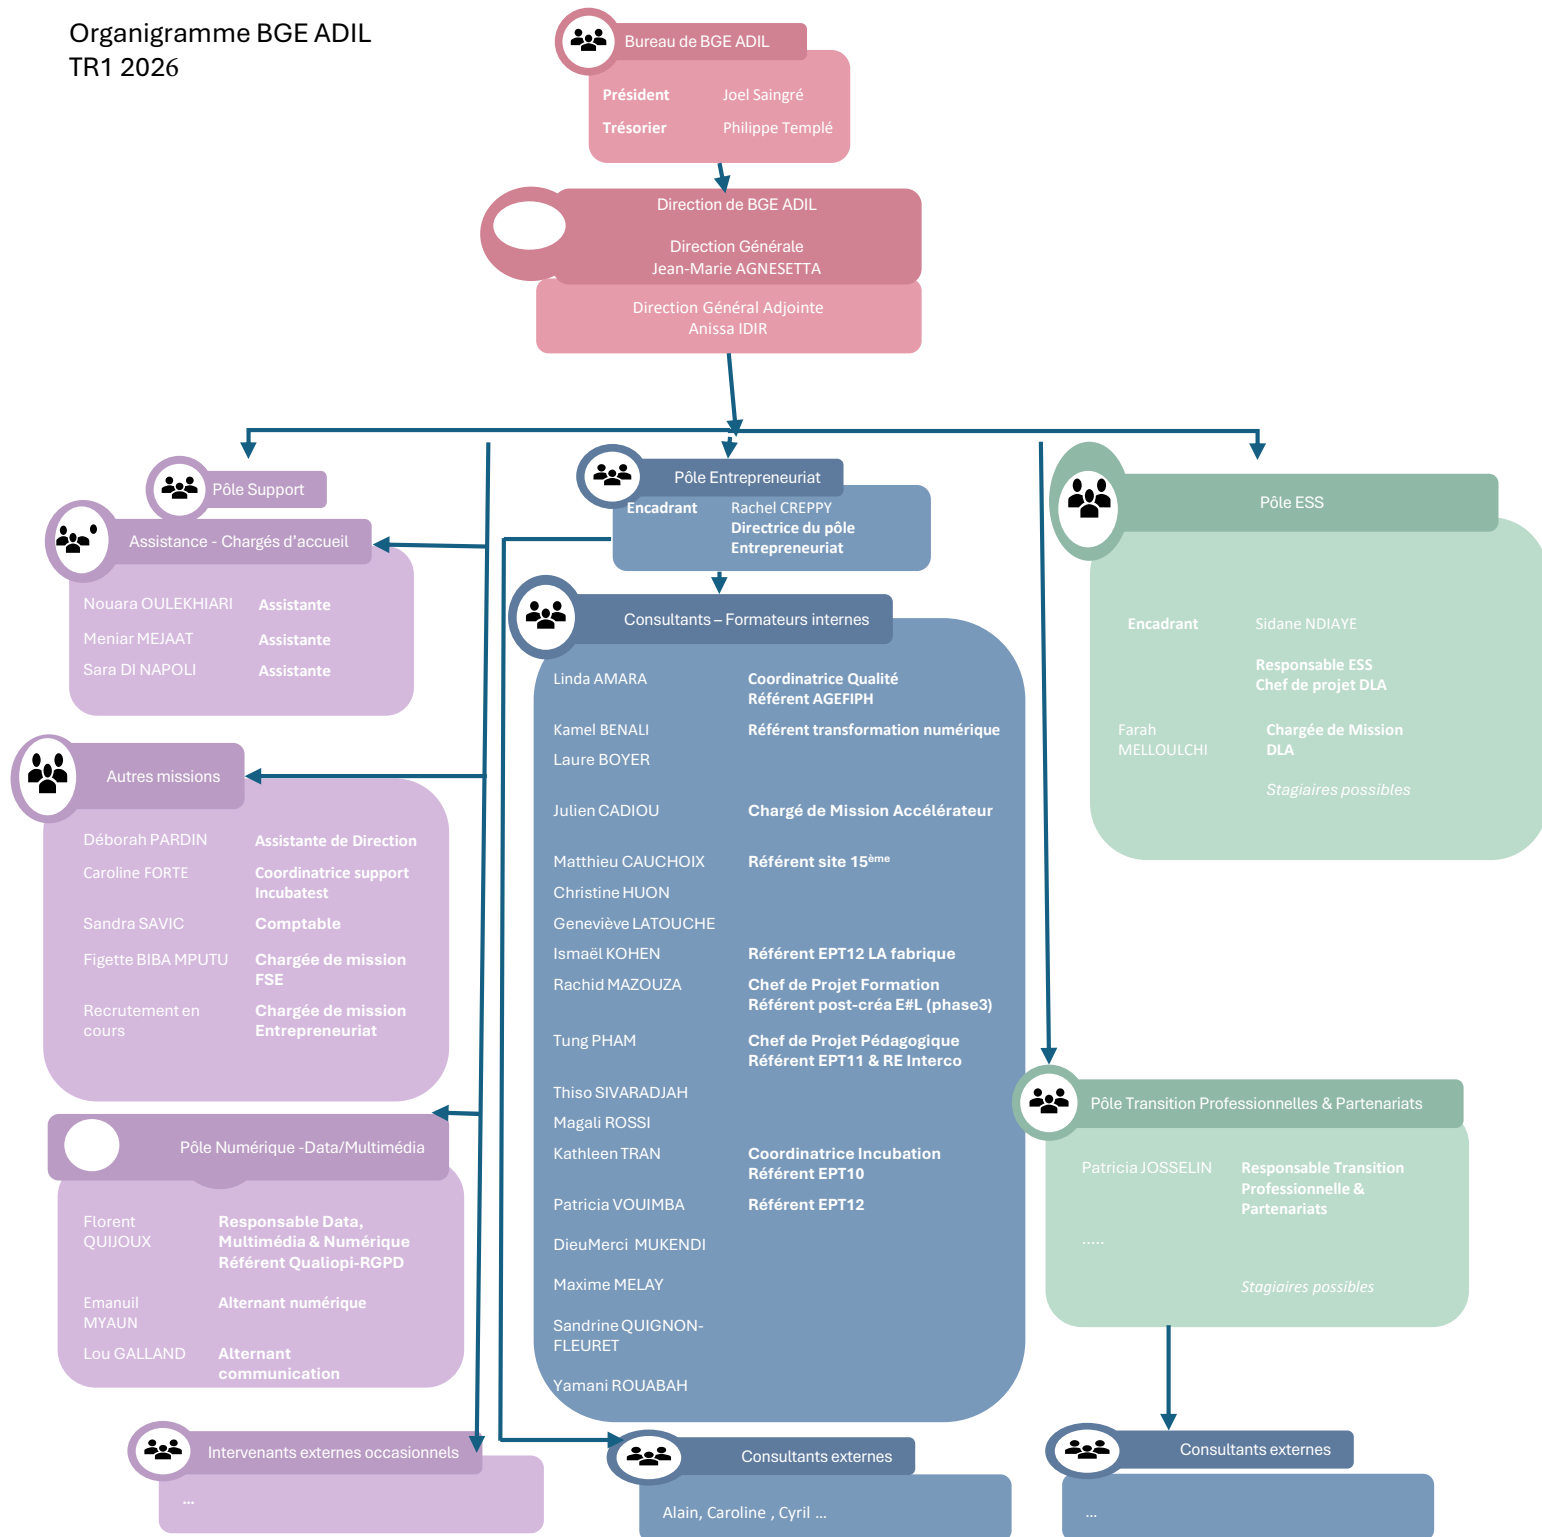 Organigramme BGE ADIL
TR1 2026
Bureau de BGE ADIL
Président Joel Saingré
Trésorier Philippe Templé
Direction de BGE ADIL
Direction Générale
Jean-Marie AGNESETTA
Direction Général Adjointe
Anissa IDIR
Pôle Support
Assistance - Chargés d’accueil
Nouara OULEKHIARI Assistante
Meniar MEJAAT Assistante
Sara DI NAPOLI Assistante
Autres missions
Déborah PARDIN Assistante de Direction
Caroline FORTE Coordinatrice support
Incubatest
Sandra SAVIC Comptable
Figette BIBA MPUTU Chargée de mission
FSE
Recrutement en Chargée de mission
cours Entrepreneuriat
Pôle Numérique -Data/Multimédia
Florent Responsable Data,
QUIJOUX Multimédia & Numérique
Référent Qualiopi-RGPD
Emanuil Alternant numérique
MYAUN
Lou GALLAND Alternant
communication
Intervenants externes occasionnels
...
Pôle Entrepreneuriat
Encadrant Rachel CREPPY
Directrice du pôle
Entrepreneuriat
Consultants – Formateurs internes
Linda AMARA Coordinatrice Qualité
Référent AGEFIPH
Kamel BENALI Référent transformation numérique
Laure BOYER
Julien CADIOU Chargé de Mission Accélérateur
Matthieu CAUCHOIX Référent site 15ème
Christine HUON
Geneviève LATOUCHE
Ismaël KOHEN Référent EPT12 LA fabrique
Rachid MAZOUZA Chef de Projet Formation
Référent post-créa E#L (phase3)
Tung PHAM Chef de Projet Pédagogique
Référent EPT11 & RE Interco
Thiso SIVARADJAH
Magali ROSSI
Kathleen TRAN Coordinatrice Incubation
Référent EPT10
Patricia VOUIMBA Référent EPT12
DieuMerci MUKENDI
Maxime MELAY
Sandrine QUIGNON-
FLEURET
Yamani ROUABAH
Consultants externes
Alain, Caroline , Cyril ...
Pôle ESS
Encadrant Sidane NDIAYE
Responsable ESS
Chef de projet DLA
Farah Chargée de Mission
MELLOULCHI DLA
Stagiaires possibles
Pôle Transition Professionnelles & Partenariats
Patricia JOSSELIN Responsable Transition
Professionnelle &
Partenariats
.....
Stagiaires possibles
Consultants externes
...